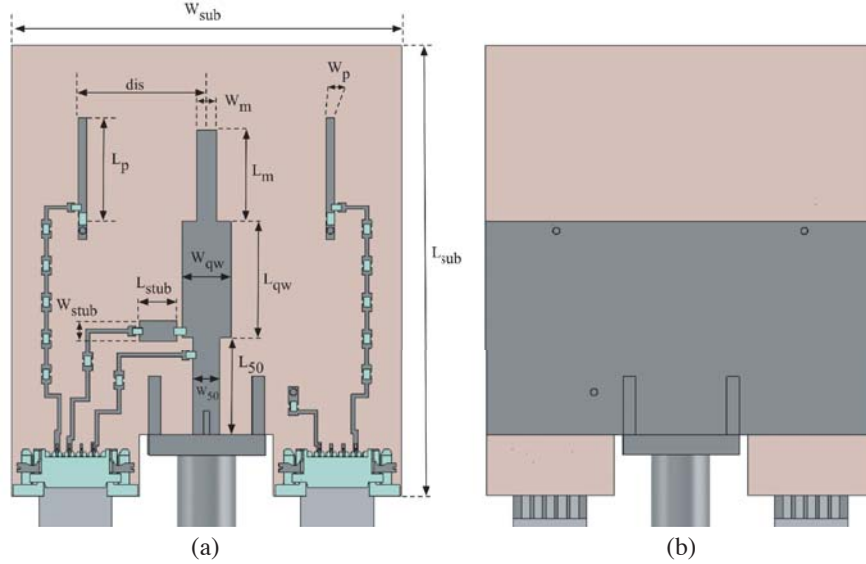 W_sub
dis
W_p
W_m
L_p
L_m
L_sub
W_qw
L_qw
L_stub
W_stub
L_50
W_50
(a)
(b)